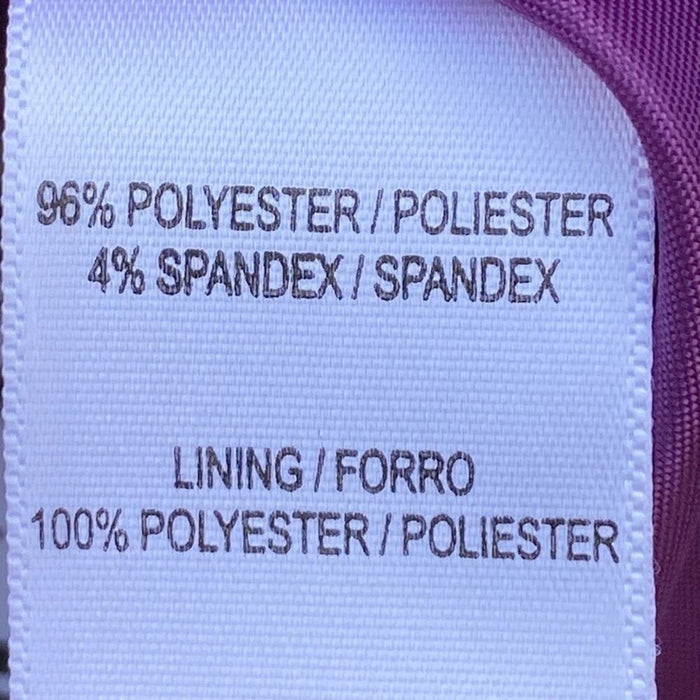 96% POLYESTER / POLIESTER
4% SPANDEX / SPANDEX
LINING / FORRO
100% POLYESTER / POLIESTER